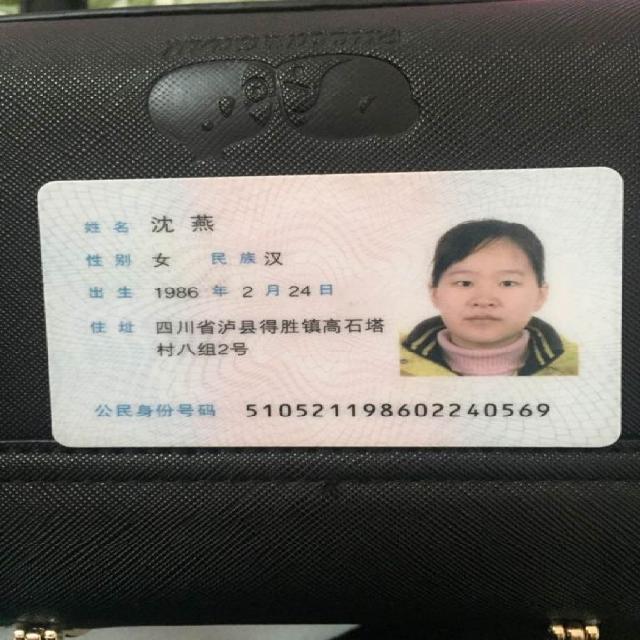 姓名 沈燕
性别 女 民族 汉
出生 1986 年 2 月 24 日
住址 四川省泸县得胜镇高石塔
村八组2号
公民身份号码 510521198602240569